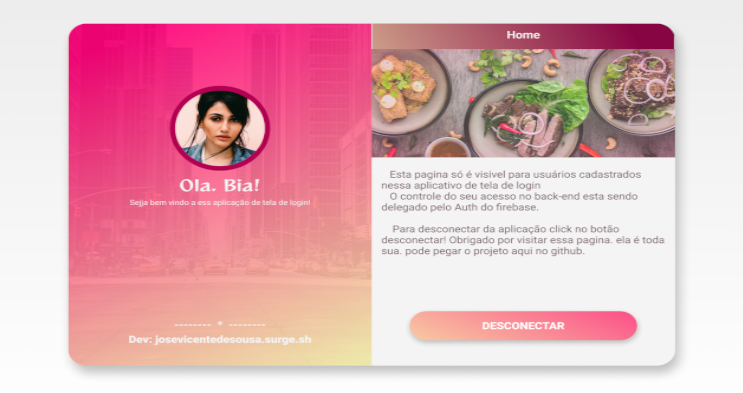 Ola. Bia!
Sejja bem vindo a ess aplicação de tela de login!
-------- * --------
Dev: josevicentedesousa.surge.sh
Home
Esta pagina só é visivel para usuários cadastrados
nessa aplicativo de tela de login
O controle do seu acesso no back-end esta sendo
delegado pelo Auth do firebase.
Para desconectar da aplicação click no botão
desconectar! Obrigado por visitar essa pagina. ela é toda
sua. pode pegar o projeto aqui no github.
DESCONECTAR